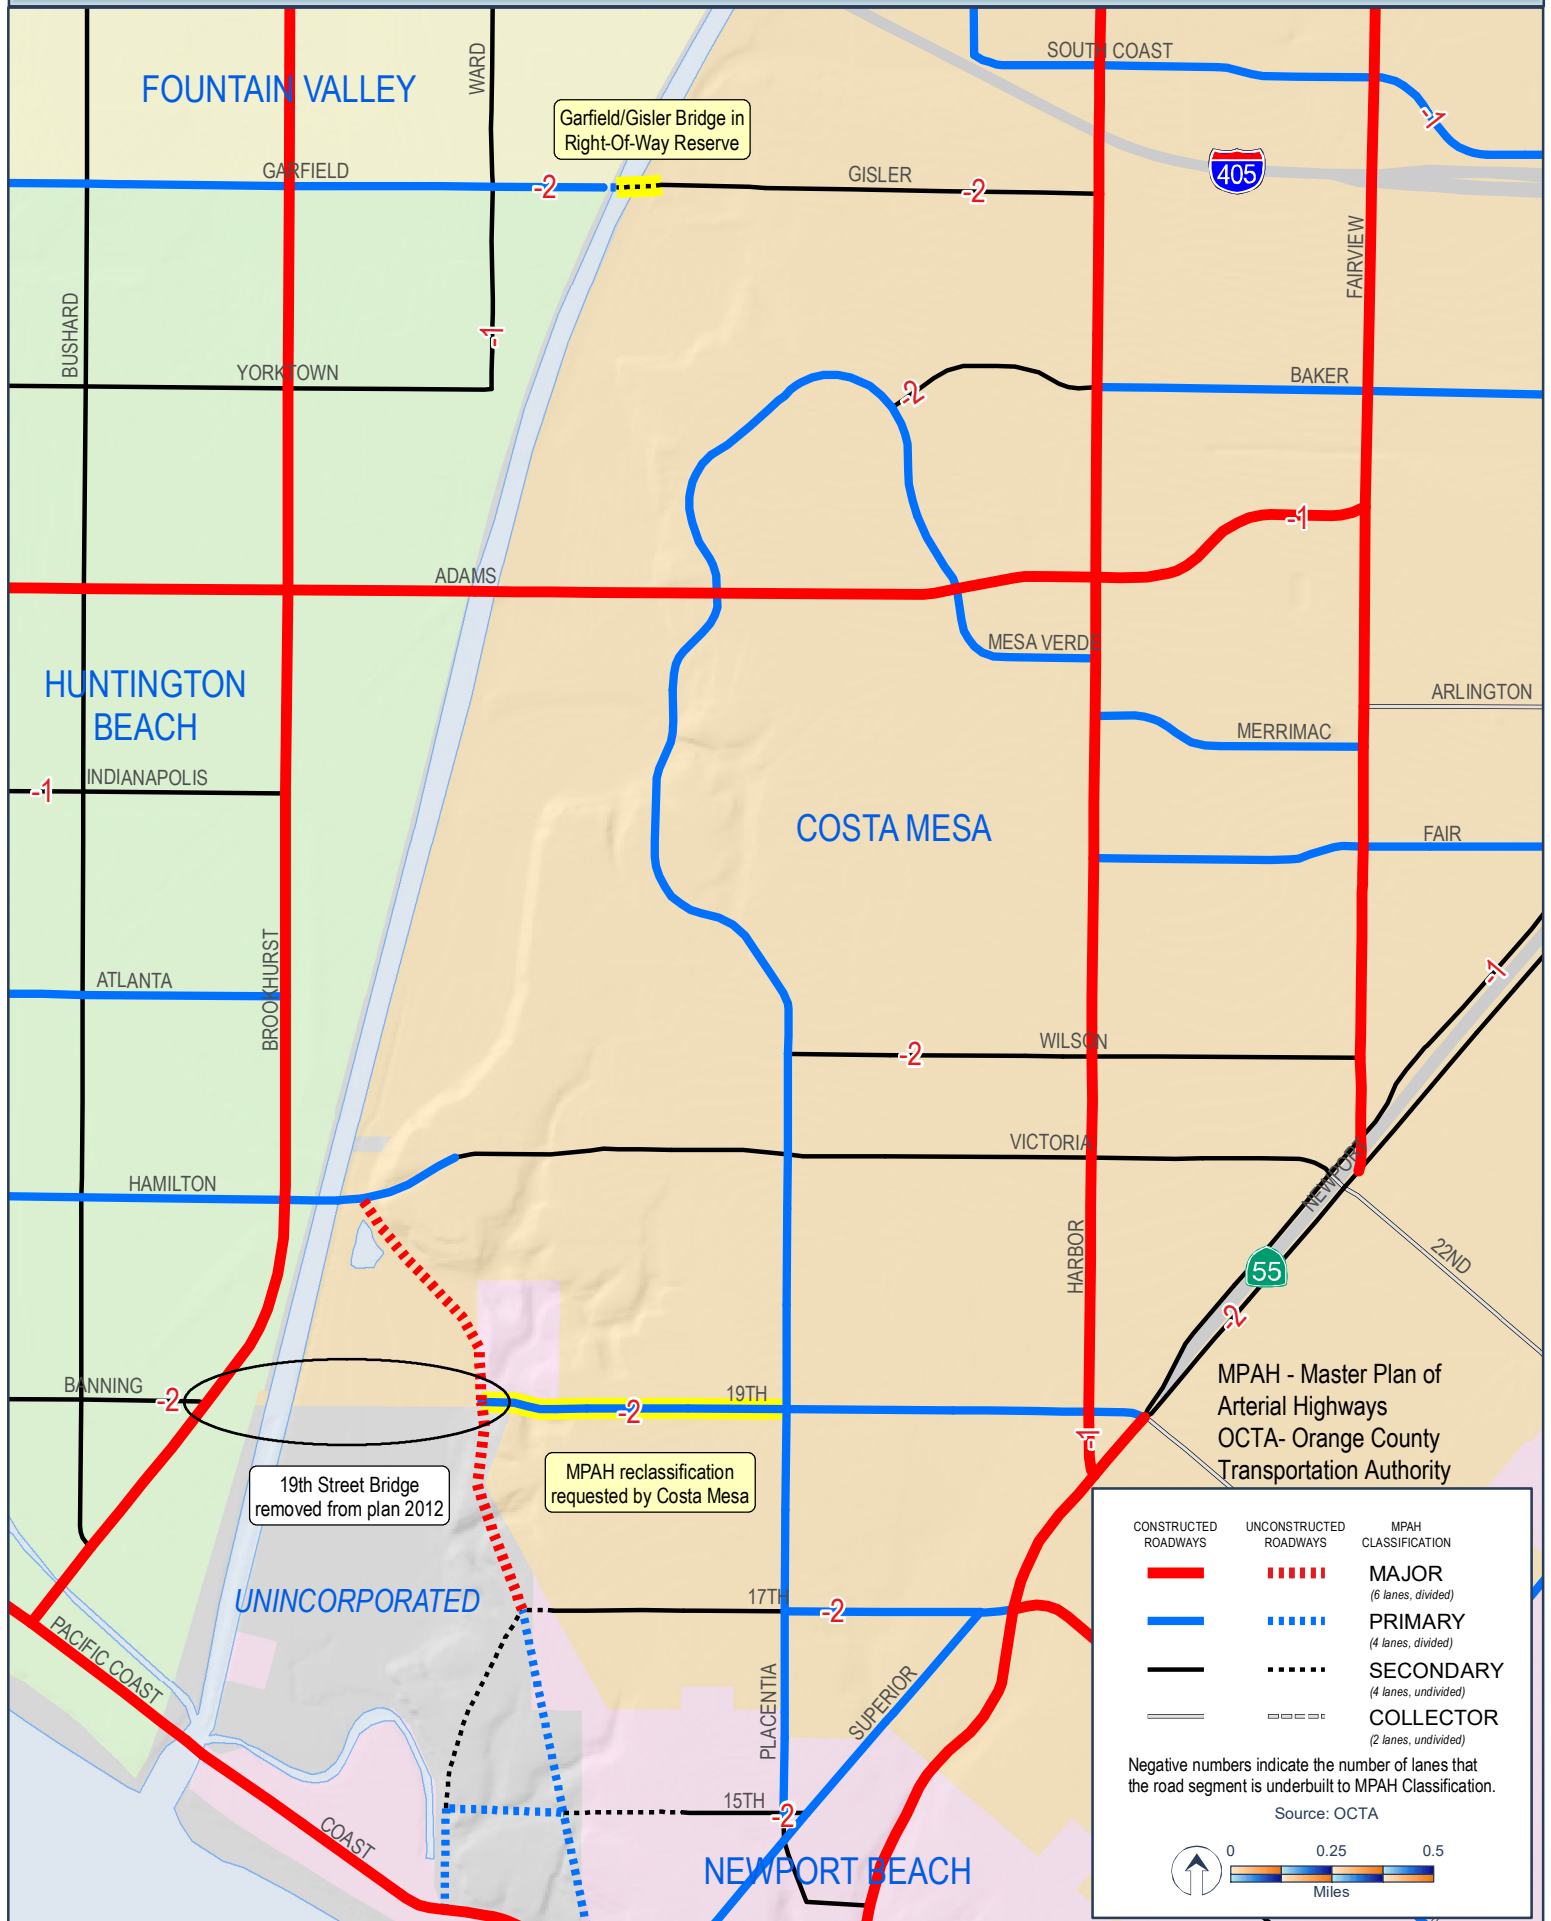 SOUTH COAST
WARD
FOUNTAIN VALLEY
Garfield/Gisler Bridge in
Right-Of-Way Reserve
-1
GARFIELD
GISLER
405
-2
-2
FAIRVIEW
BUSHARD
-1
YORKTOWN
BAKER
-2
-1
ADAMS
MESA VERDE
HUNTINGTON
BEACH
ARLINGTON
MERRIMAC
INDIANAPOLIS
-1
COSTA MESA
FAIR
BROOKHURST
ATLANTA
-1
WILSON
-2
VICTORIA
HAMILTON
NEWPORT
HARBOR
22ND
55
-2
BANNING
-2
19TH
-2
-1
MPAH - Master Plan of
Arterial Highways
OCTA- Orange County
Transportation Authority
19th Street Bridge
removed from plan 2012
MPAH reclassification
requested by Costa Mesa
UNINCORPORATED
17TH
-2
PACIFIC COAST
PLACENTIA
SUPERIOR
15TH
-2
COAST
NEWPORT BEACH
CONSTRUCTED
ROADWAYS
UNCONSTRUCTED
ROADWAYS
MPAH
CLASSIFICATION
MAJOR
(6 lanes, divided)
PRIMARY
(4 lanes, divided)
SECONDARY
(4 lanes, undivided)
COLLECTOR
(2 lanes, undivided)
Negative numbers indicate the number of lanes that
the road segment is underbuilt to MPAH Classification.
Source: OCTA
0 0.25 0.5
Miles